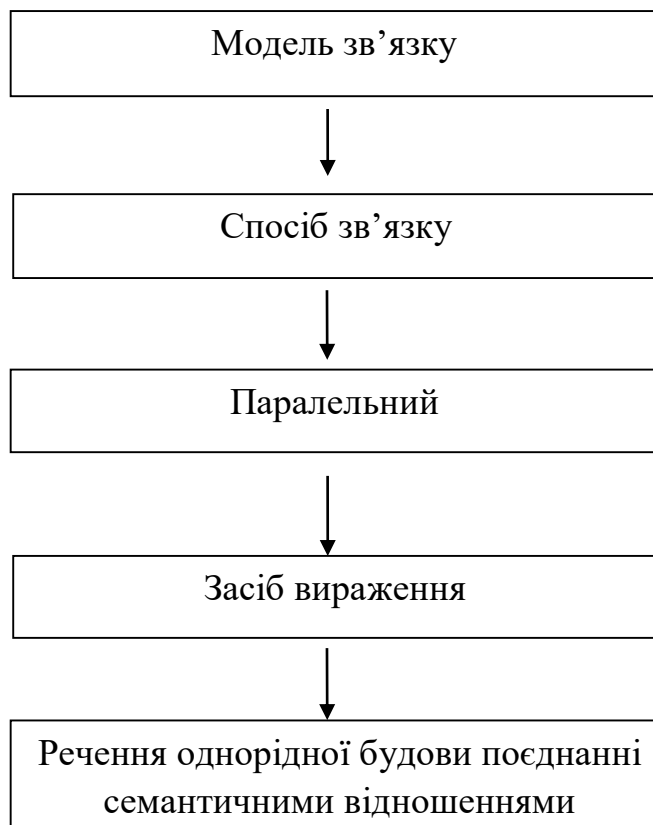 Модель зв’язку
Спосіб зв’язку
Паралельний
Засіб вираження
Речення однорідної будови поєднанні
семантичними відношеннями